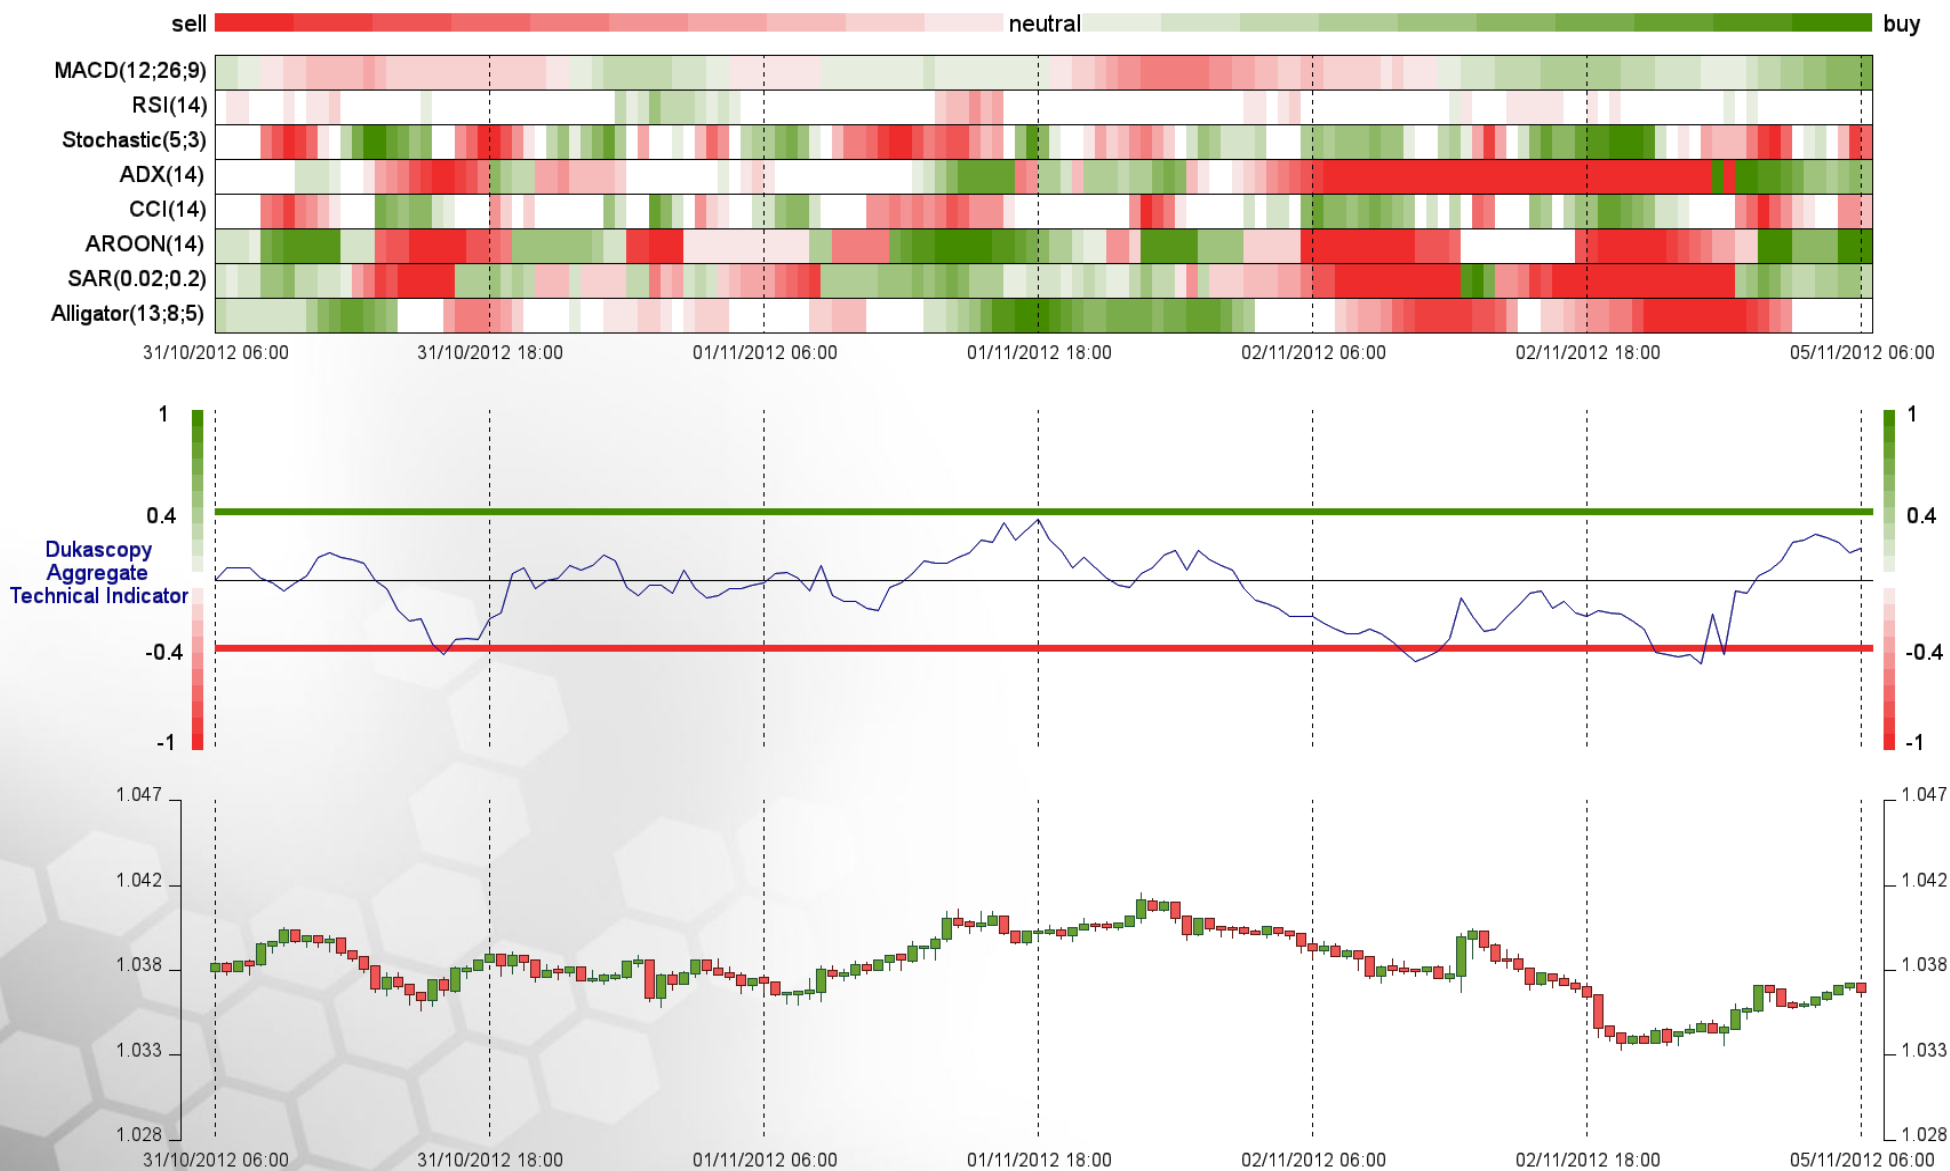 sell neutral buy
MACD(12;26;9)
RSI(14)
Stochastic(5;3)
ADX(14)
CCI(14)
AROON(14)
SAR(0.02;0.2)
Alligator(13;8;5)
31/10/2012 06:00 31/10/2012 18:00 01/11/2012 06:00 01/11/2012 18:00 02/11/2012 06:00 02/11/2012 18:00 05/11/2012 06:00
1 1
0.4 0.4
Dukascopy
Aggregate
Technical Indicator
-0.4 -0.4
-1 -1
1.047 1.047
1.042 1.042
1.038 1.038
1.033 1.033
1.028 1.028
31/10/2012 06:00 31/10/2012 18:00 01/11/2012 06:00 01/11/2012 18:00 02/11/2012 06:00 02/11/2012 18:00 05/11/2012 06:00